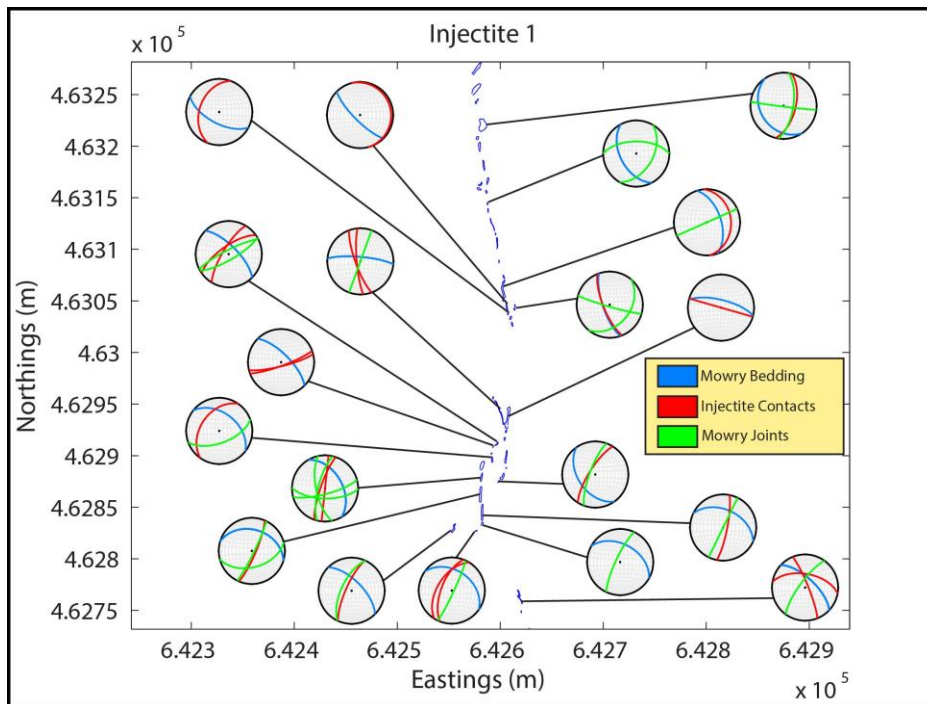 Injectite 1
x 10 5
4.6325
4.632
4.6315
4.631
4.6305
4.63
4.6295
4.629
4.6285
4.628
4.6275
Northings (m)
Mowry Bedding
Injectite Contacts
Mowry Joints
6.423 6.424 6.425 6.426 6.427 6.428 6.429
Eastings (m)
x 10 5